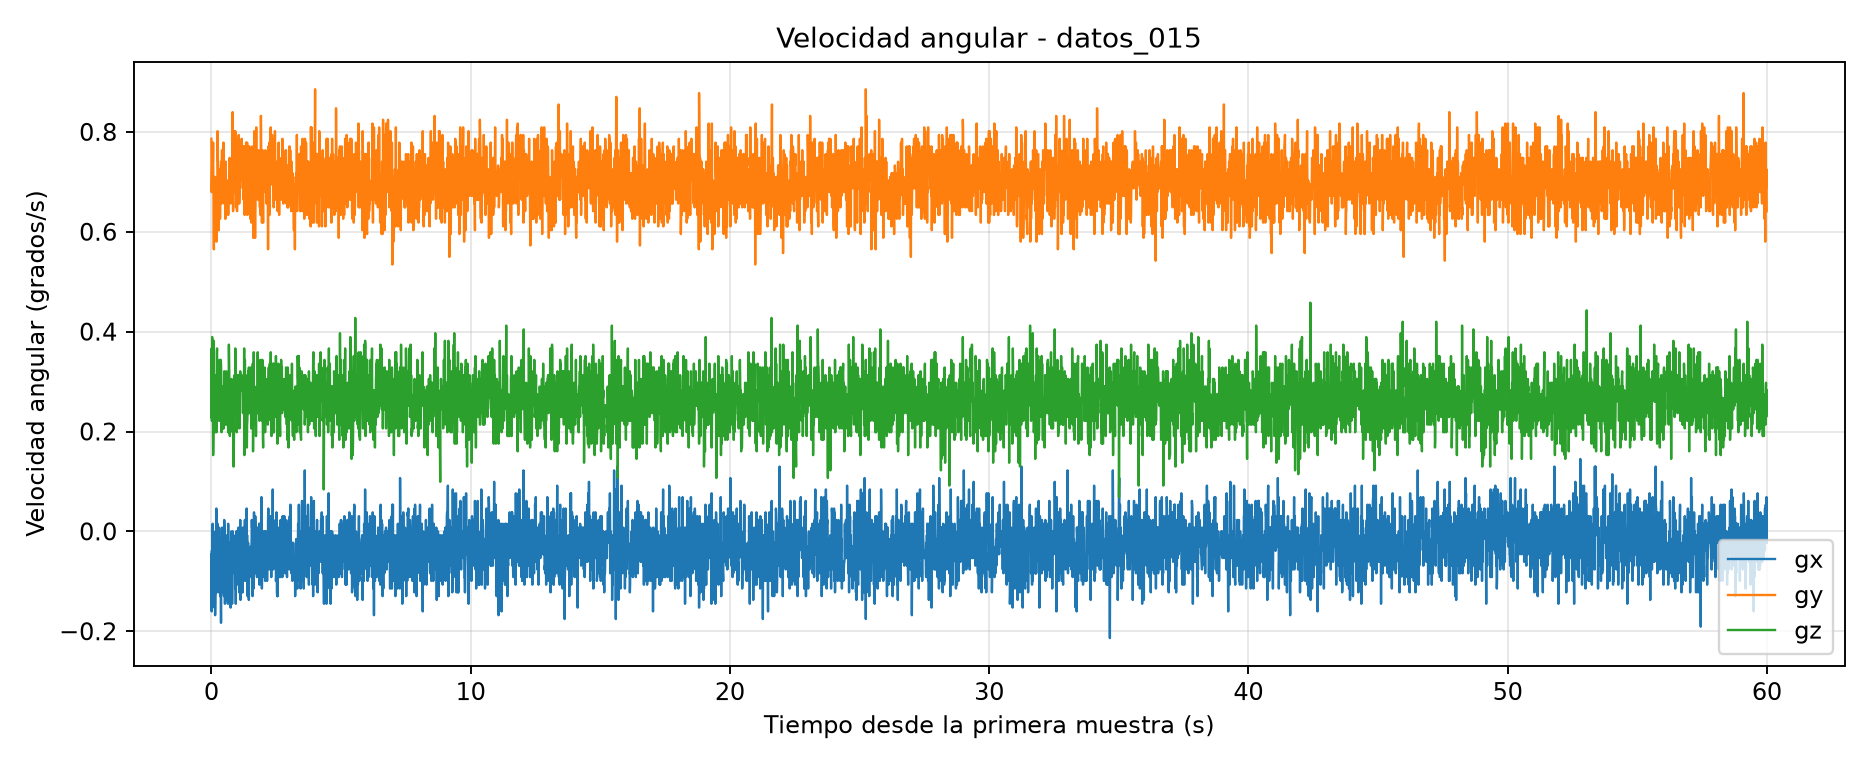 Velocidad angular - datos_015
Velocidad angular (grados/s)
0.8
0.6
0.4
0.2
0.0
−0.2
gx
gy
gz
0 10 20 30 40 50 60
Tiempo desde la primera muestra (s)